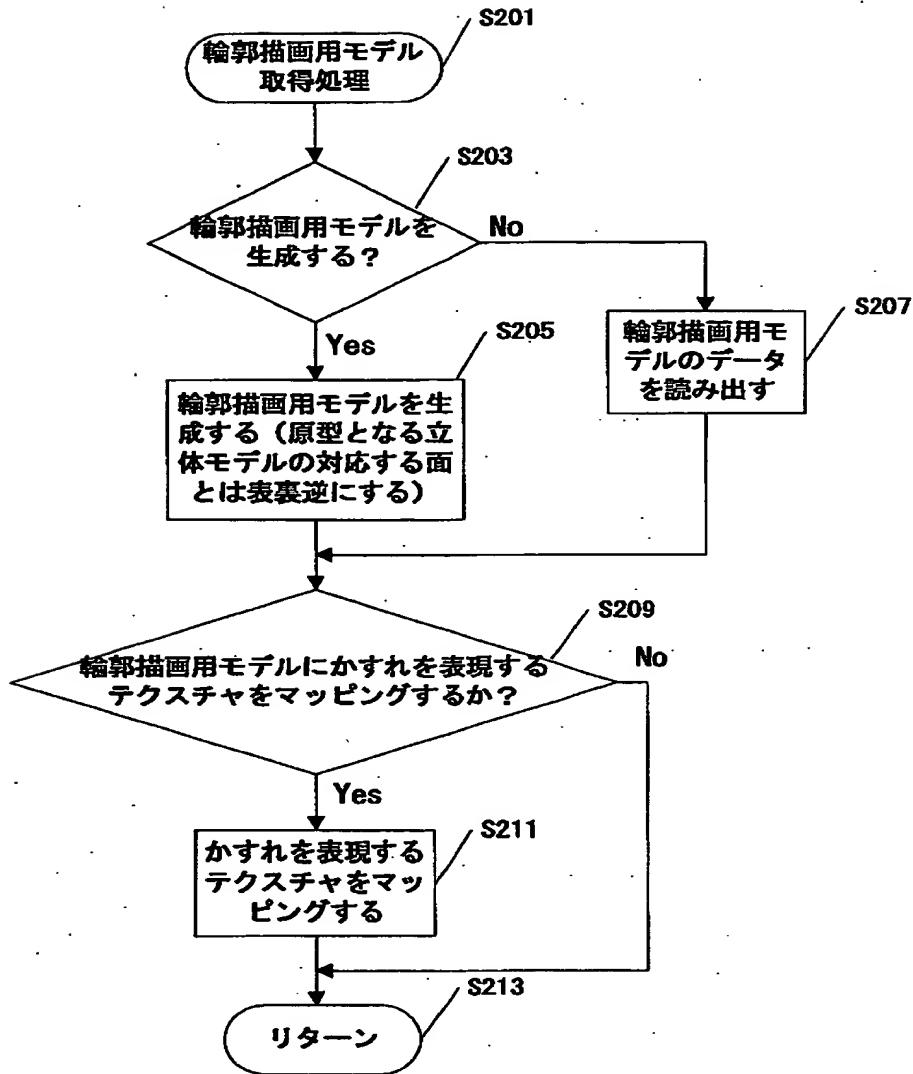 S201
輪郭描画用モデル
取得処理
S203
輪郭描画用モデルを
生成する?
No
Yes
S205
輪郭描画用モデルを生
成する(原型となる立
体モデルの対応する面
とは表裏逆にする)
S207
輪郭描画用モ
デルのデータ
を読み出す
S209
輪郭描画用モデルにかすれを表現する
テクスチャをマッピングするか?
No
Yes
S211
かすれを表現する
テクスチャをマッ
ピングする
S213
リターン